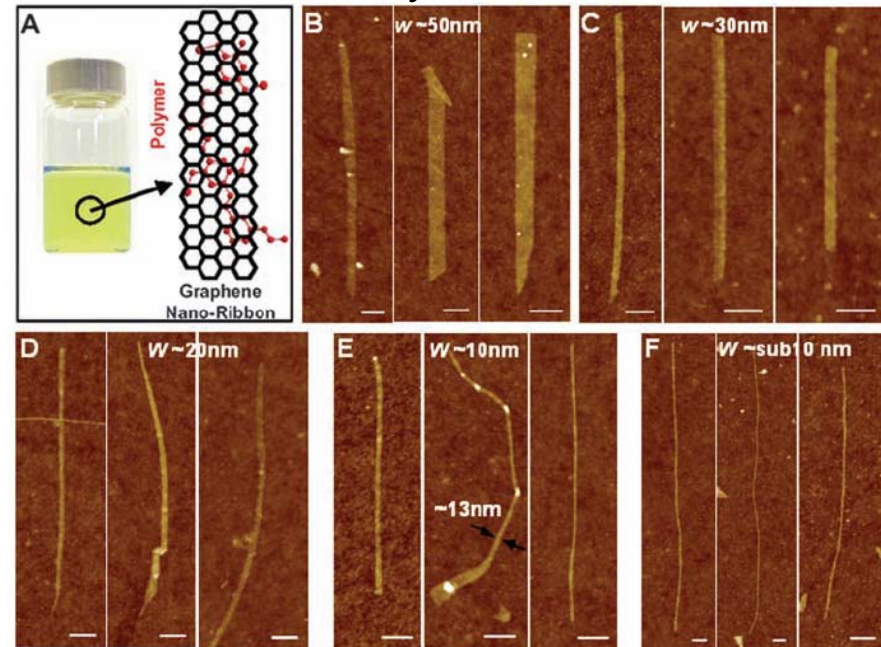 A
Polymer
Graphene
Nano-Ribbon
B
w ~50nm
C
w ~30nm
D
W ~20nm
E
W ~10nm
~13nm
F
W ~sub10 nm